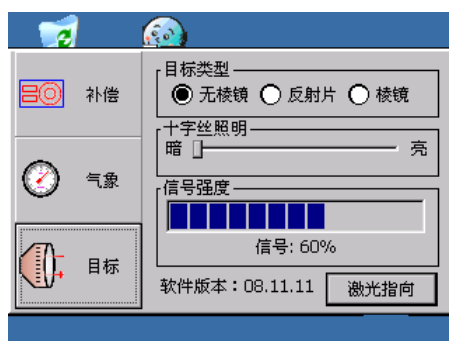 目标类型
补偿
无棱镜 反射片 棱镜
十字丝照明
暗 亮
气象
信号强度
信号: 60%
目标
软件版本：08.11.11 激光指向